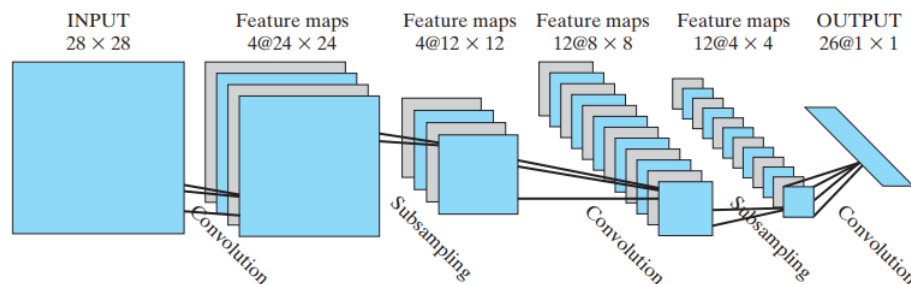 INPUT
28 × 28
Feature maps
4@24 × 24
Feature maps
4@12 × 12
Feature maps
12@8 × 8
Feature maps
12@4 × 4
OUTPUT
26@1 × 1
Convolution
Subsampling
Convolution
Subsampling
Convolution